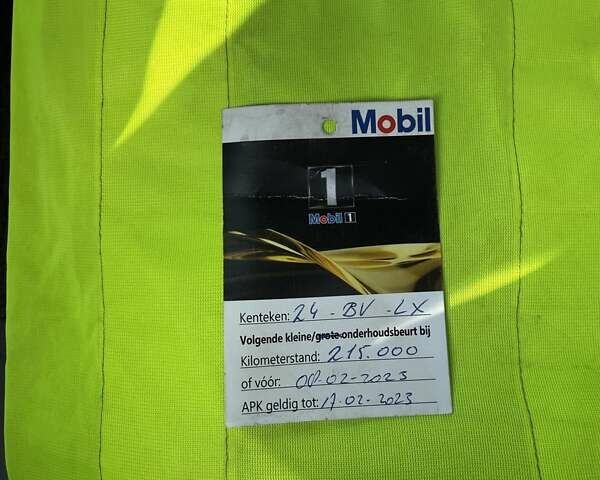 Mobil
1
Mobil 1
Kenteken: 24 - BV - LX
Volgende kleine/grote onderhoudsbeurt bij
Kilometerstand: 215.000
of vóór: -02-2023
APK geldig tot: 17-02-2023